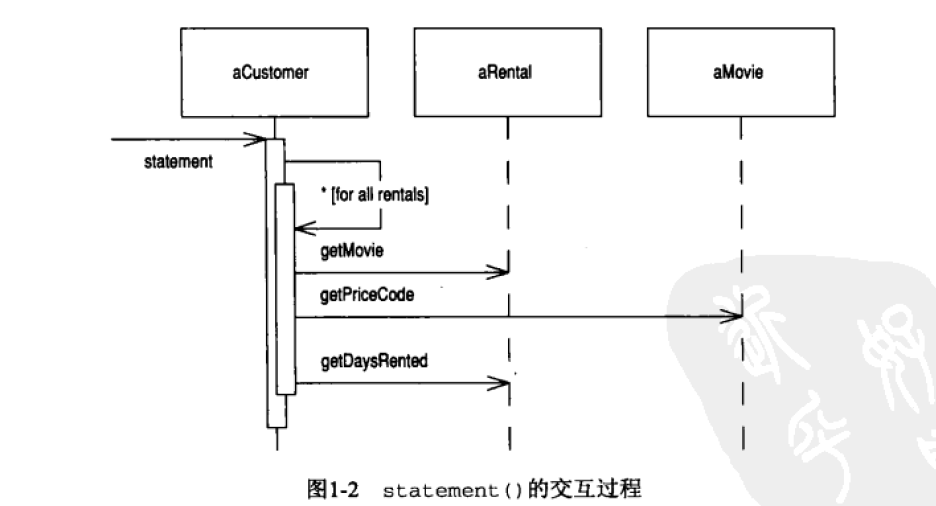 aCustomer
aRental
aMovie
statement
* [for all rentals]
getMovie
getPriceCode
getDaysRented
图1-2 statement()的交互过程